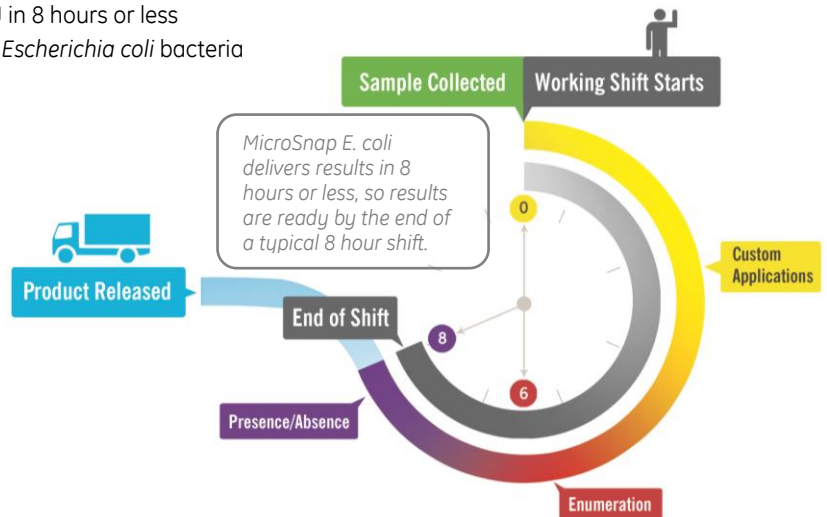 in 8 hours or less
Escherichia coli bacteria
Sample Collected
Working Shift Starts
MicroSnap E. coli
delivers results in 8
hours or less, so results
are ready by the end of
a typical 8 hour shift.
0
Custom
Applications
Product Released
End of Shift
8
6
Presence/Absence
Enumeration